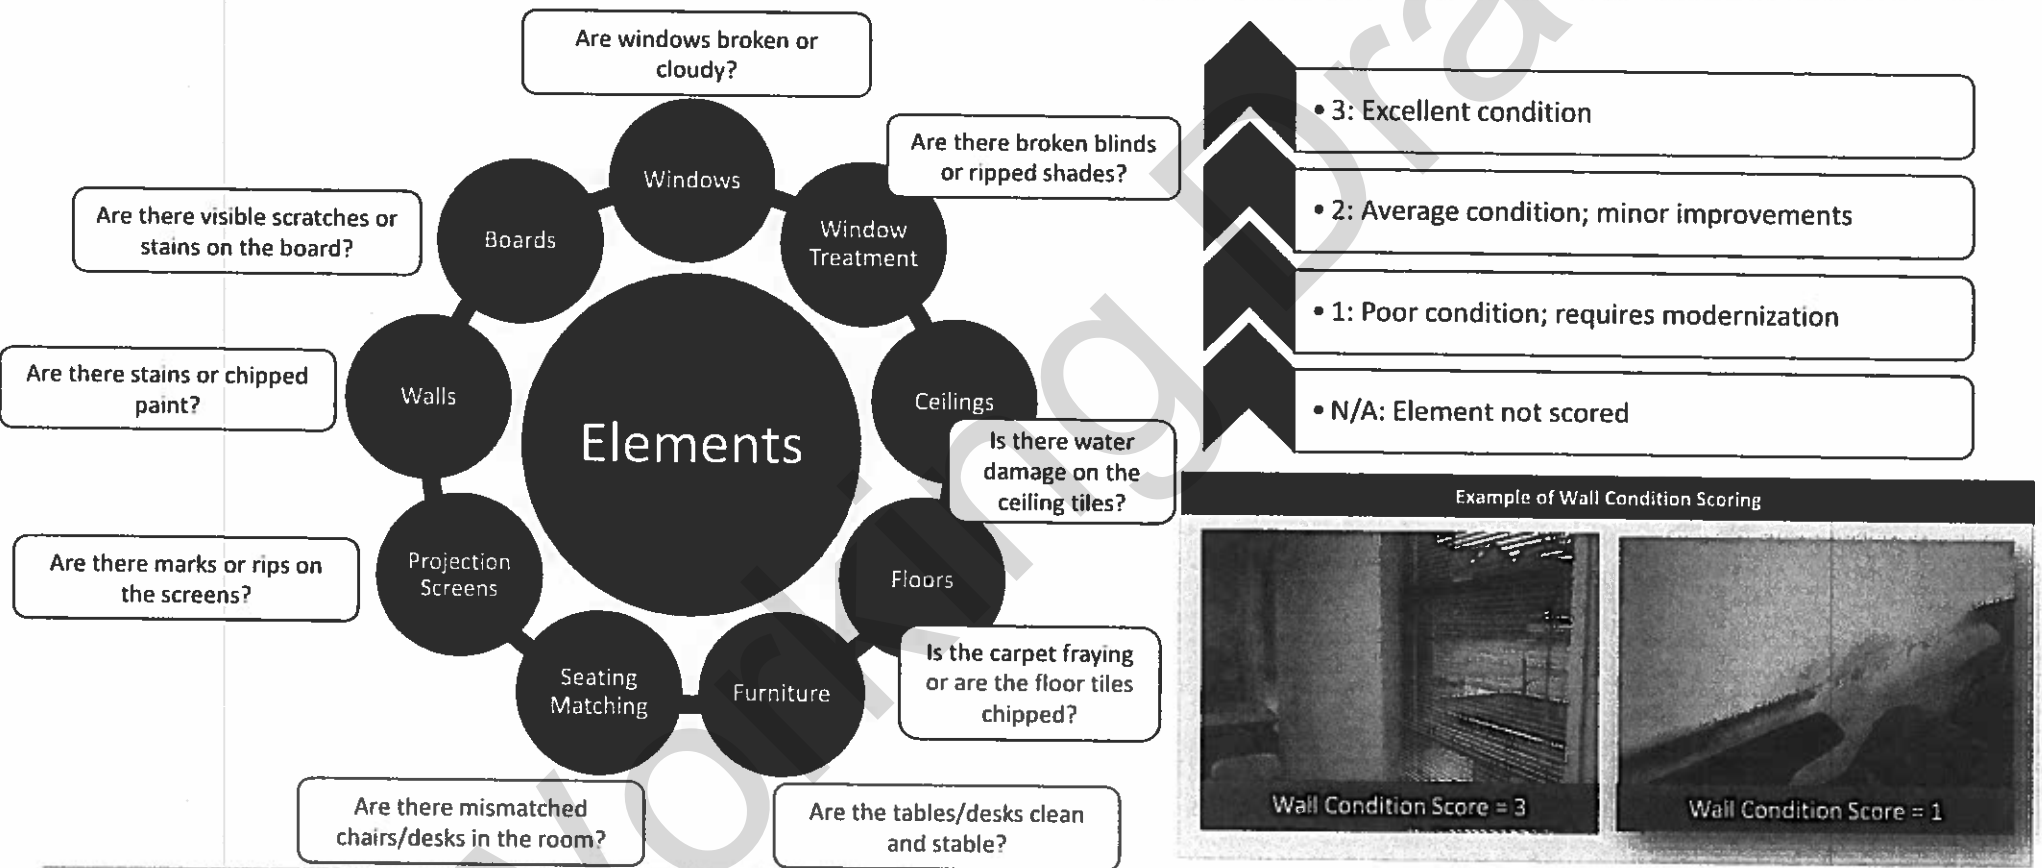 Are windows broken or
cloudy?
Windows
Are there broken blinds
or ripped shades?
Window
Treatment
Ceilings
Is there water
damage on the
ceiling tiles?
Floors
Is the carpet fraying
or are the floor tiles
chipped?
Furniture
Are the tables/desks clean
and stable?
Seating
Matching
Are there mismatched
chairs/desks in the room?
Projection
Screens
Are there marks or rips on
the screens?
Walls
Are there stains or chipped
paint?
Boards
Are there visible scratches or
stains on the board?
Elements
• 3: Excellent condition
• 2: Average condition; minor improvements
• 1: Poor condition; requires modernization
• N/A: Element not scored
Example of Wall Condition Scoring
Wall Condition Score = 3
Wall Condition Score = 1